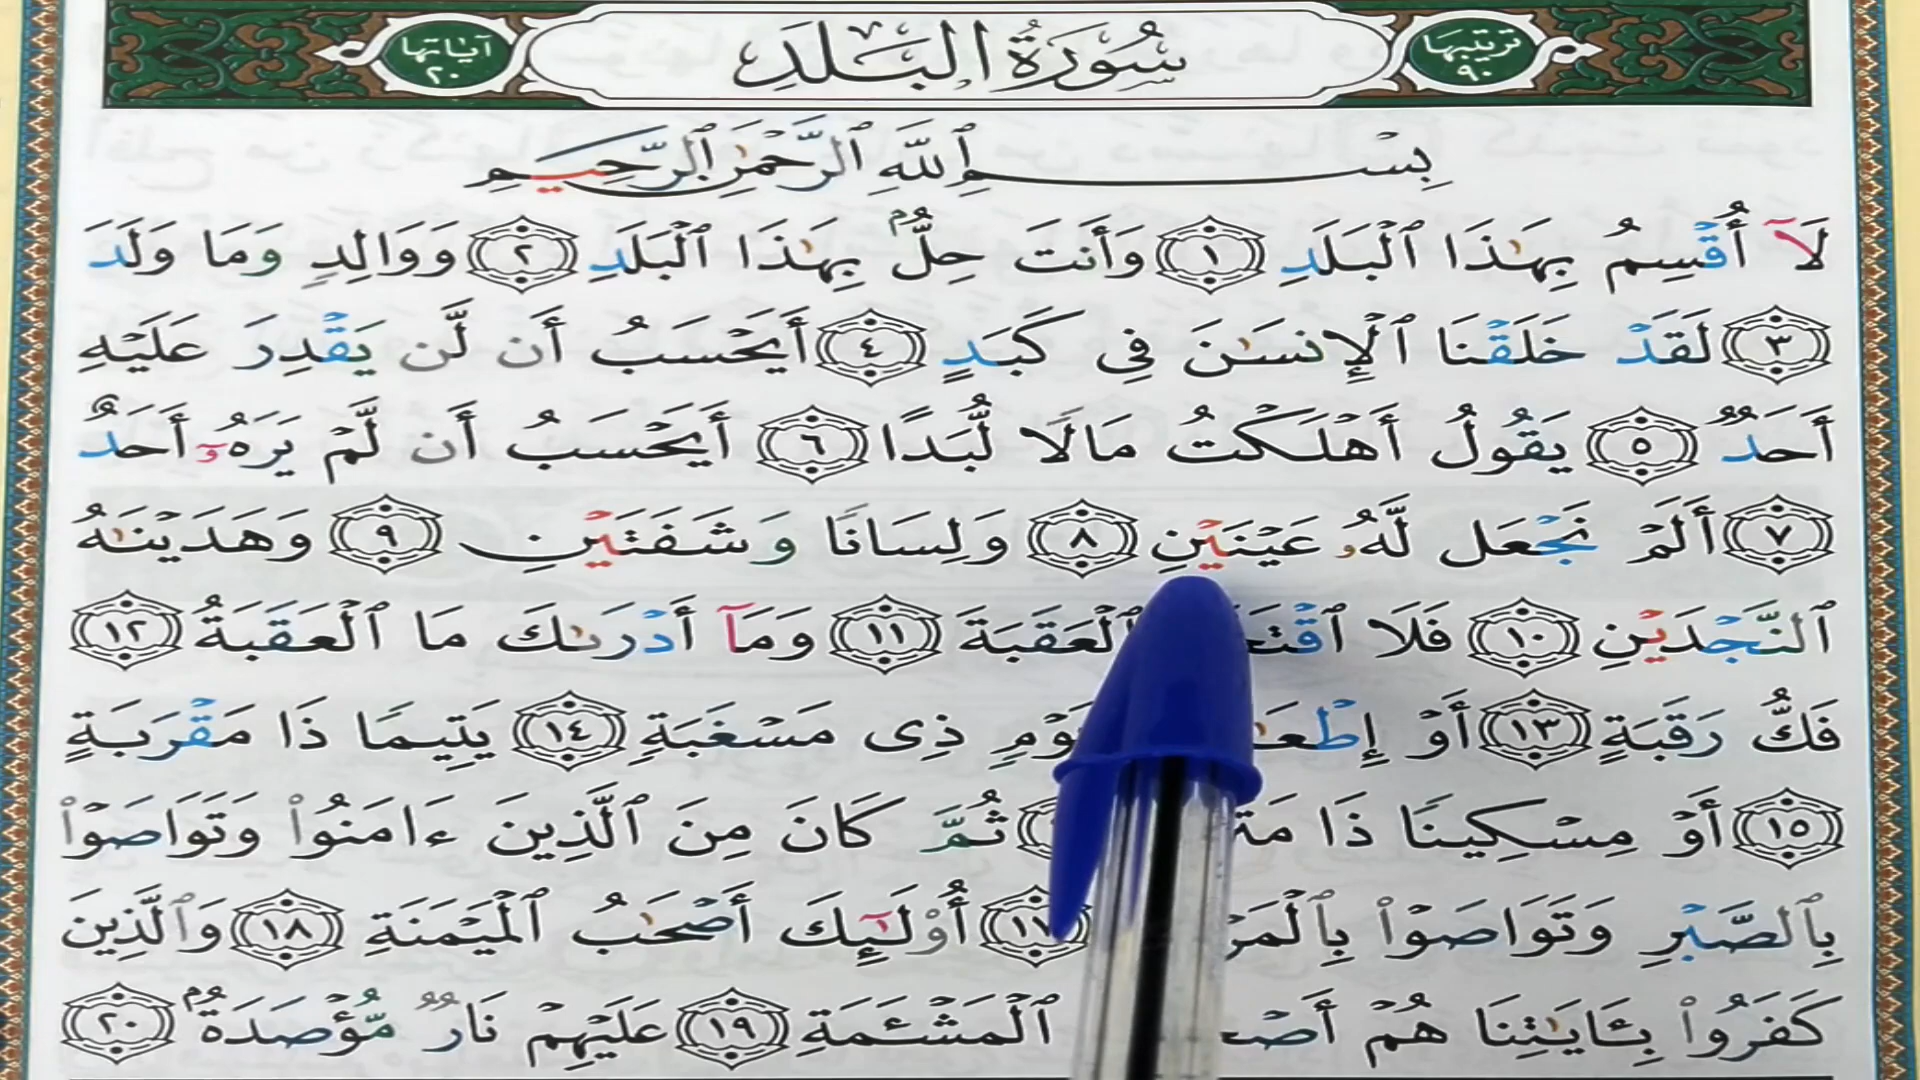 ترتيبها ٩٠ سُورَةُ الْبَلَدِ آياتها ٢٠
بِسْمِ ٱللَّهِ ٱلرَّحْمَٰنِ ٱلرَّحِيمِ
لَآ أُقْسِمُ بِهَٰذَا ٱلْبَلَدِ ١ وَأَنتَ حِلُّۢ بِهَٰذَا ٱلْبَلَدِ ٢ وَوَالِدٍ وَمَا وَلَدَ
٣ لَقَدْ خَلَقْنَا ٱلْإِنسَٰنَ فِى كَبَدٍ ٤ أَيَحْسَبُ أَن لَّن يَقْدِرَ عَلَيْهِ
أَحَدٌ ٥ يَقُولُ أَهْلَكْتُ مَالًا لُّبَدًا ٦ أَيَحْسَبُ أَن لَّمْ يَرَهُۥٓ أَحَدٌ
٧ أَلَمْ نَجْعَل لَّهُۥ عَيْنَيْنِ ٨ وَلِسَانًا وَشَفَتَيْنِ ٩ وَهَدَيْنَٰهُ
ٱلنَّجْدَيْنِ ١٠ فَلَا ٱلْعَقَبَةَ ١١ وَمَآ أَدْرَىٰكَ مَا ٱلْعَقَبَةُ ١٢
فَكُّ رَقَبَةٍ ١٣ أَوْ ذِى مَسْغَبَةٍ ١٤ يَتِيمًا ذَا مَقْرَبَةٍ
١٥ أَوْ مِسْكِينًا ذَا ثُمَّ كَانَ مِنَ ٱلَّذِينَ ءَامَنُوا۟ وَتَوَاصَوْا۟
بِٱلصَّبْرِ وَتَوَاصَوْا۟ ١٧ أُو۟لَٰٓئِكَ أَصْحَٰبُ ٱلْمَيْمَنَةِ ١٨ وَٱلَّذِينَ
كَفَرُوا۟ بِـَٔايَٰتِنَا هُمْ ٱلْمَشْـَٔمَةِ ١٩ عَلَيْهِمْ نَارٌ مُّؤْصَدَةٌۢ ٢٠